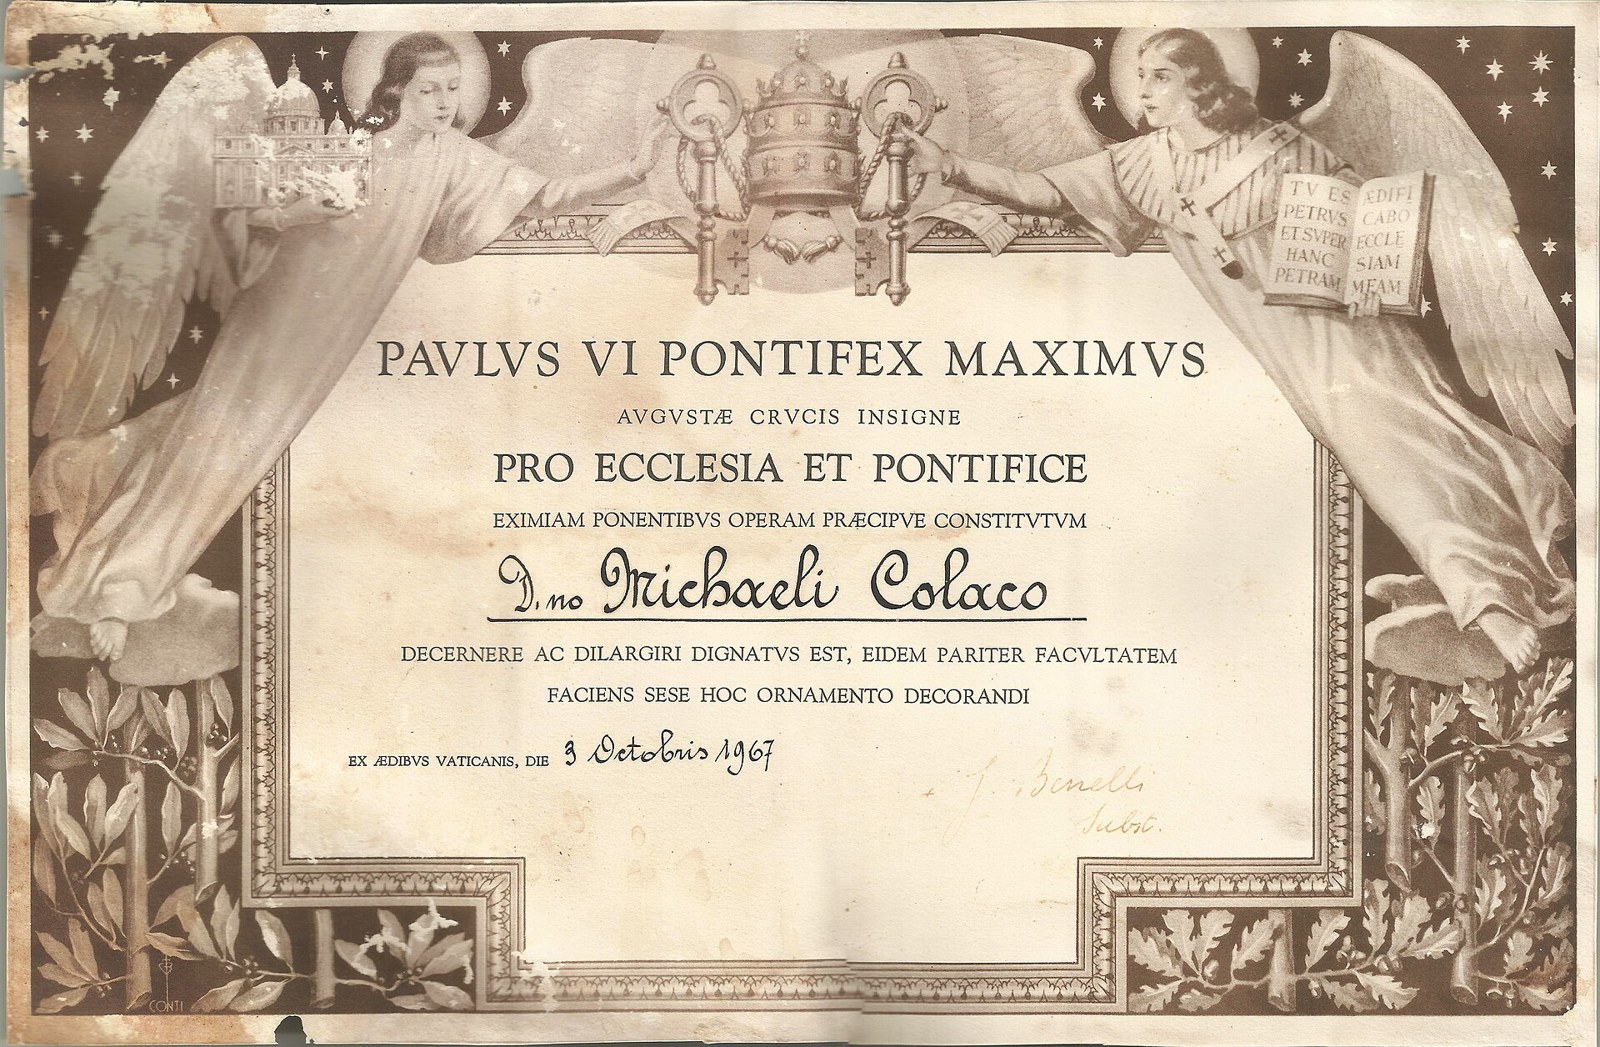 TV ES
PETRVS
ET SVPER
HANC
PETRAM
ÆDIFI
CABO
ECCLE
SIAM
MEAM
PAVLVS VI PONTIFEX MAXIMVS
AVGVSTÆ CRVCIS INSIGNE
PRO ECCLESIA ET PONTIFICE
EXIMIAM PONENTIBVS OPERAM PRÆCIPVE CONSTITVTVM
D.no Michaeli Colaco
DECERNERE AC DILARGIRI DIGNATVS EST, EIDEM PARITER FACVLTATEM
FACIENS SESE HOC ORNAMENTO DECORANDI
EX ÆDIBVS VATICANIS, DIE 3 Octobris 1967
Benelli
Subst.
CONTI